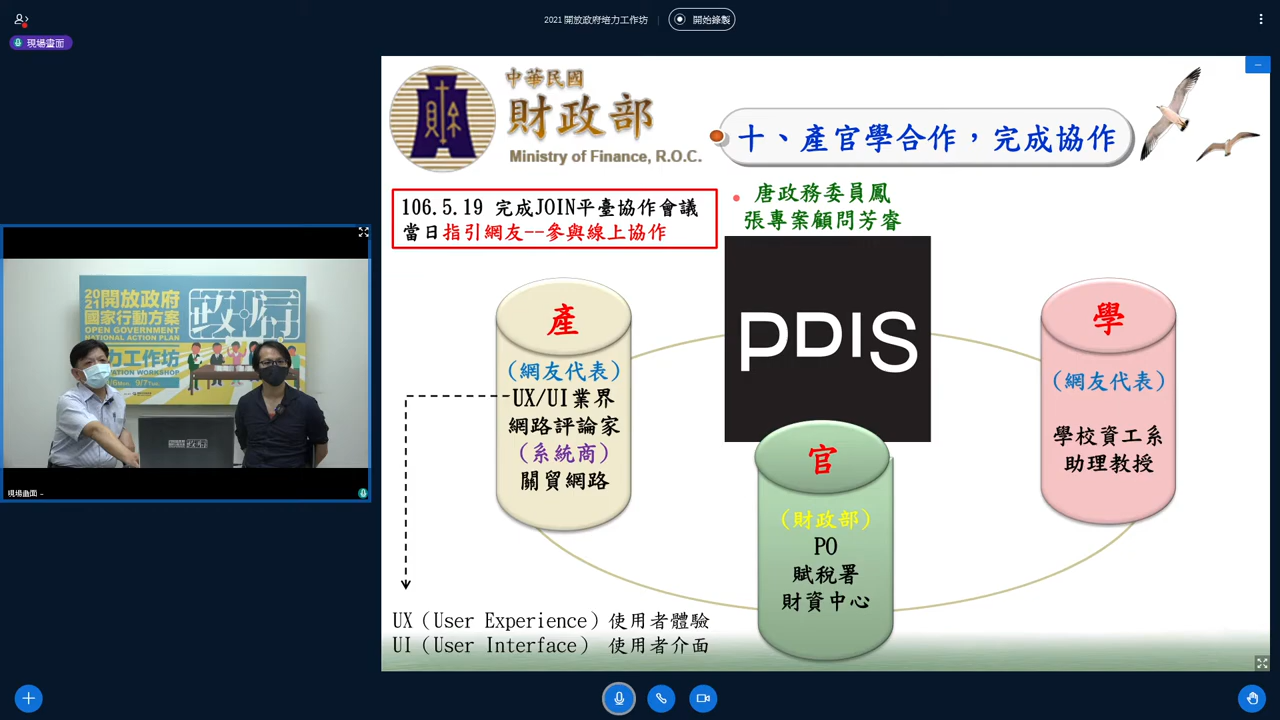 2021 開放政府培力工作坊
開始錄製
現場畫面
中華民國
財政部
Ministry of Finance, R.O.C.
十、產官學合作，完成協作
106.5.19 完成JOIN平臺協作會議
當日指引網友--參與線上協作
唐政務委員鳳
張專案顧問芳睿
PDIS
產
(網友代表)
UX/UI業界
網路評論家
(系統商)
關貿網路
官
(財政部)
PO
賦稅署
財資中心
學
(網友代表)
學校資工系
助理教授
UX（User Experience）使用者體驗
UI（User Interface） 使用者介面
2021開放政府
國家行動方案
OPEN GOVERNMENT
NATIONAL ACTION PLAN
力工作坊
現場畫面